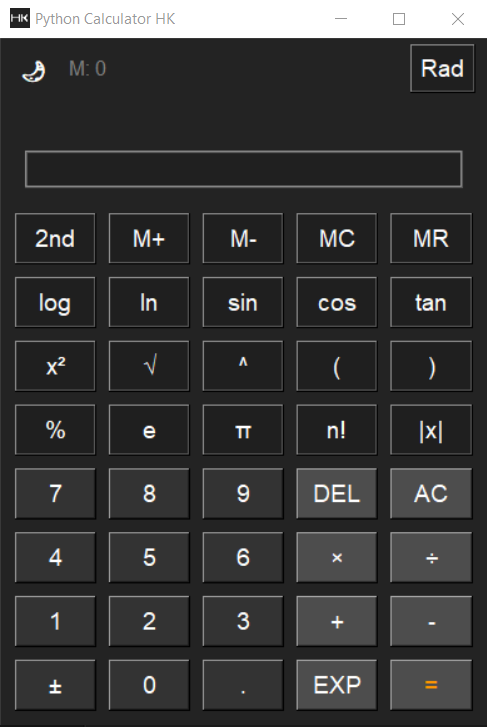 HK Python Calculator HK
M: 0 Rad
2nd M+ M- MC MR
log ln sin cos tan
x² √ ^ ( )
% e π n! |x|
7 8 9 DEL AC
4 5 6 × ÷
1 2 3 + -
± 0 . EXP =